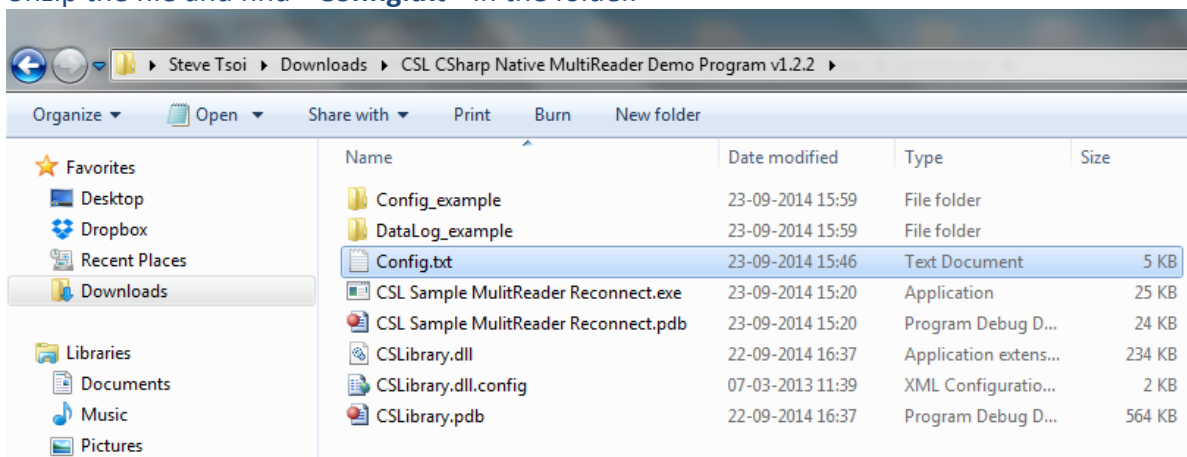 Steve Tsoi Downloads CSL CSharp Native MultiReader Demo Program v1.2.2
Organize Open Share with Print Burn New folder
Favorites
Desktop
Dropbox
Recent Places
Downloads
Libraries
Documents
Music
Pictures
Name Date modified Type Size
Config_example 23-09-2014 15:59 File folder
DataLog_example 23-09-2014 15:59 File folder
Config.txt 23-09-2014 15:46 Text Document 5 KB
CSL Sample MulitReader Reconnect.exe 23-09-2014 15:20 Application 25 KB
CSL Sample MulitReader Reconnect.pdb 23-09-2014 15:20 Program Debug D... 24 KB
CSLibrary.dll 22-09-2014 16:37 Application extens... 234 KB
CSLibrary.dll.config 07-03-2013 11:39 XML Configuratio... 2 KB
CSLibrary.pdb 22-09-2014 16:37 Program Debug D... 564 KB